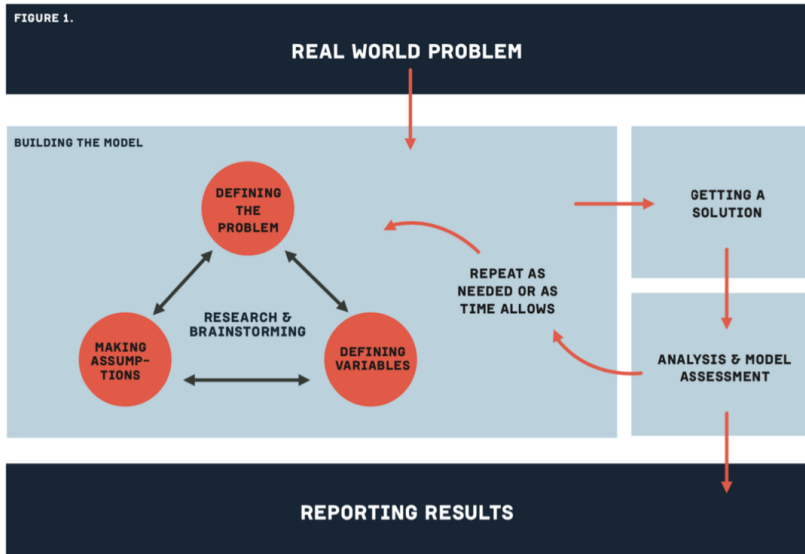 FIGURE 1.
REAL WORLD PROBLEM
BUILDING THE MODEL
DEFINING
THE
PROBLEM
RESEARCH &
BRAINSTORMING
MAKING
ASSUMP-
TIONS
DEFINING
VARIABLES
REPEAT AS
NEEDED OR AS
TIME ALLOWS
GETTING A
SOLUTION
ANALYSIS & MODEL
ASSESSMENT
REPORTING RESULTS